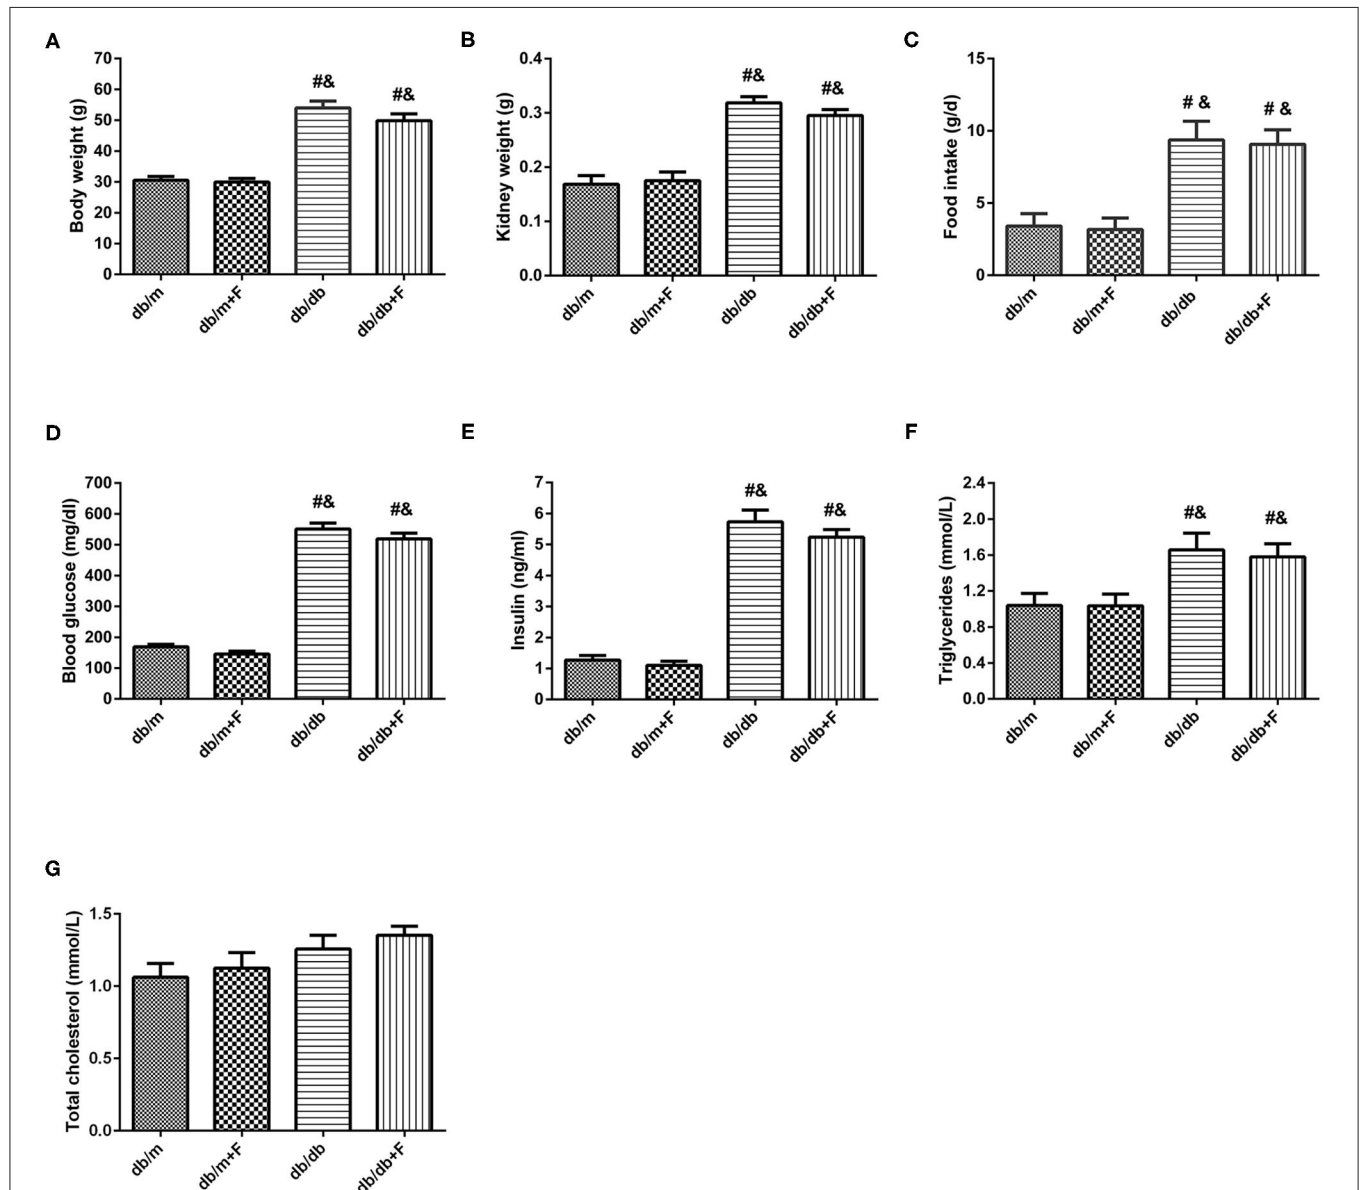 A
Body weight (g)
70
60
50
40
30
20
10
0
#&
#&
db/m
db/m+F
db/db
db/db+F
B
Kidney weight (g)
0.4
0.3
0.2
0.1
0.0
#&
#&
db/m
db/m+F
db/db
db/db+F
C
Food intake (g/d)
15
10
5
0
# &
# &
db/m
db/m+F
db/db
db/db+F
D
Blood glucose (mg/dl)
700
600
500
400
300
200
100
0
#&
#&
db/m
db/m+F
db/db
db/db+F
E
Insulin (ng/ml)
7
6
5
4
3
2
1
0
#&
#&
db/m
db/m+F
db/db
db/db+F
F
Triglycerides (mmol/L)
2.4
2.0
1.6
1.2
0.8
0.4
0.0
#&
#&
db/m
db/m+F
db/db
db/db+F
G
Total cholesterol (mmol/L)
1.5
1.0
0.5
0.0
db/m
db/m+F
db/db
db/db+F